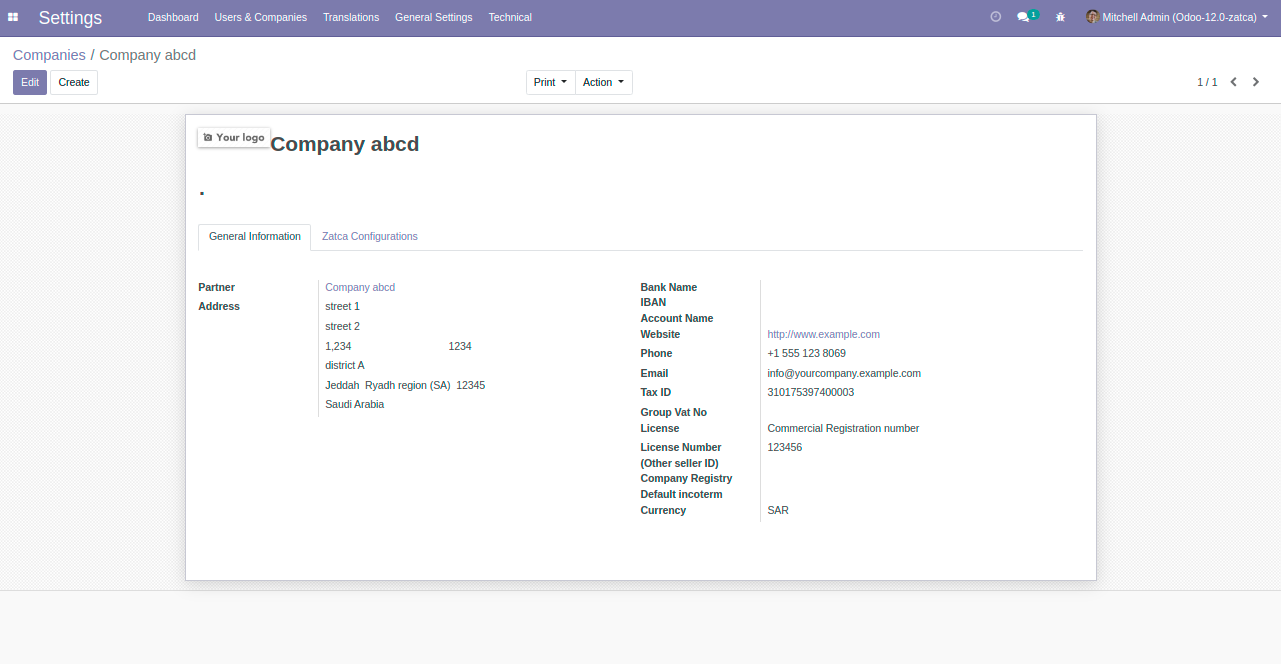 Settings Dashboard Users & Companies Translations General Settings Technical 1 Mitchell Admin (Odoo-12.0-zatca)
Companies / Company abcd
Edit Create Print Action 1 / 1
Your logo
Company abcd
General Information Zatca Configurations
Partner Company abcd
Address street 1
street 2
1,234 1234
district A
Jeddah Ryadh region (SA) 12345
Saudi Arabia
Bank Name
IBAN
Account Name
Website http://www.example.com
Phone +1 555 123 8069
Email info@yourcompany.example.com
Tax ID 310175397400003
Group Vat No
License Commercial Registration number
License Number 123456
(Other seller ID)
Company Registry
Default incoterm
Currency SAR